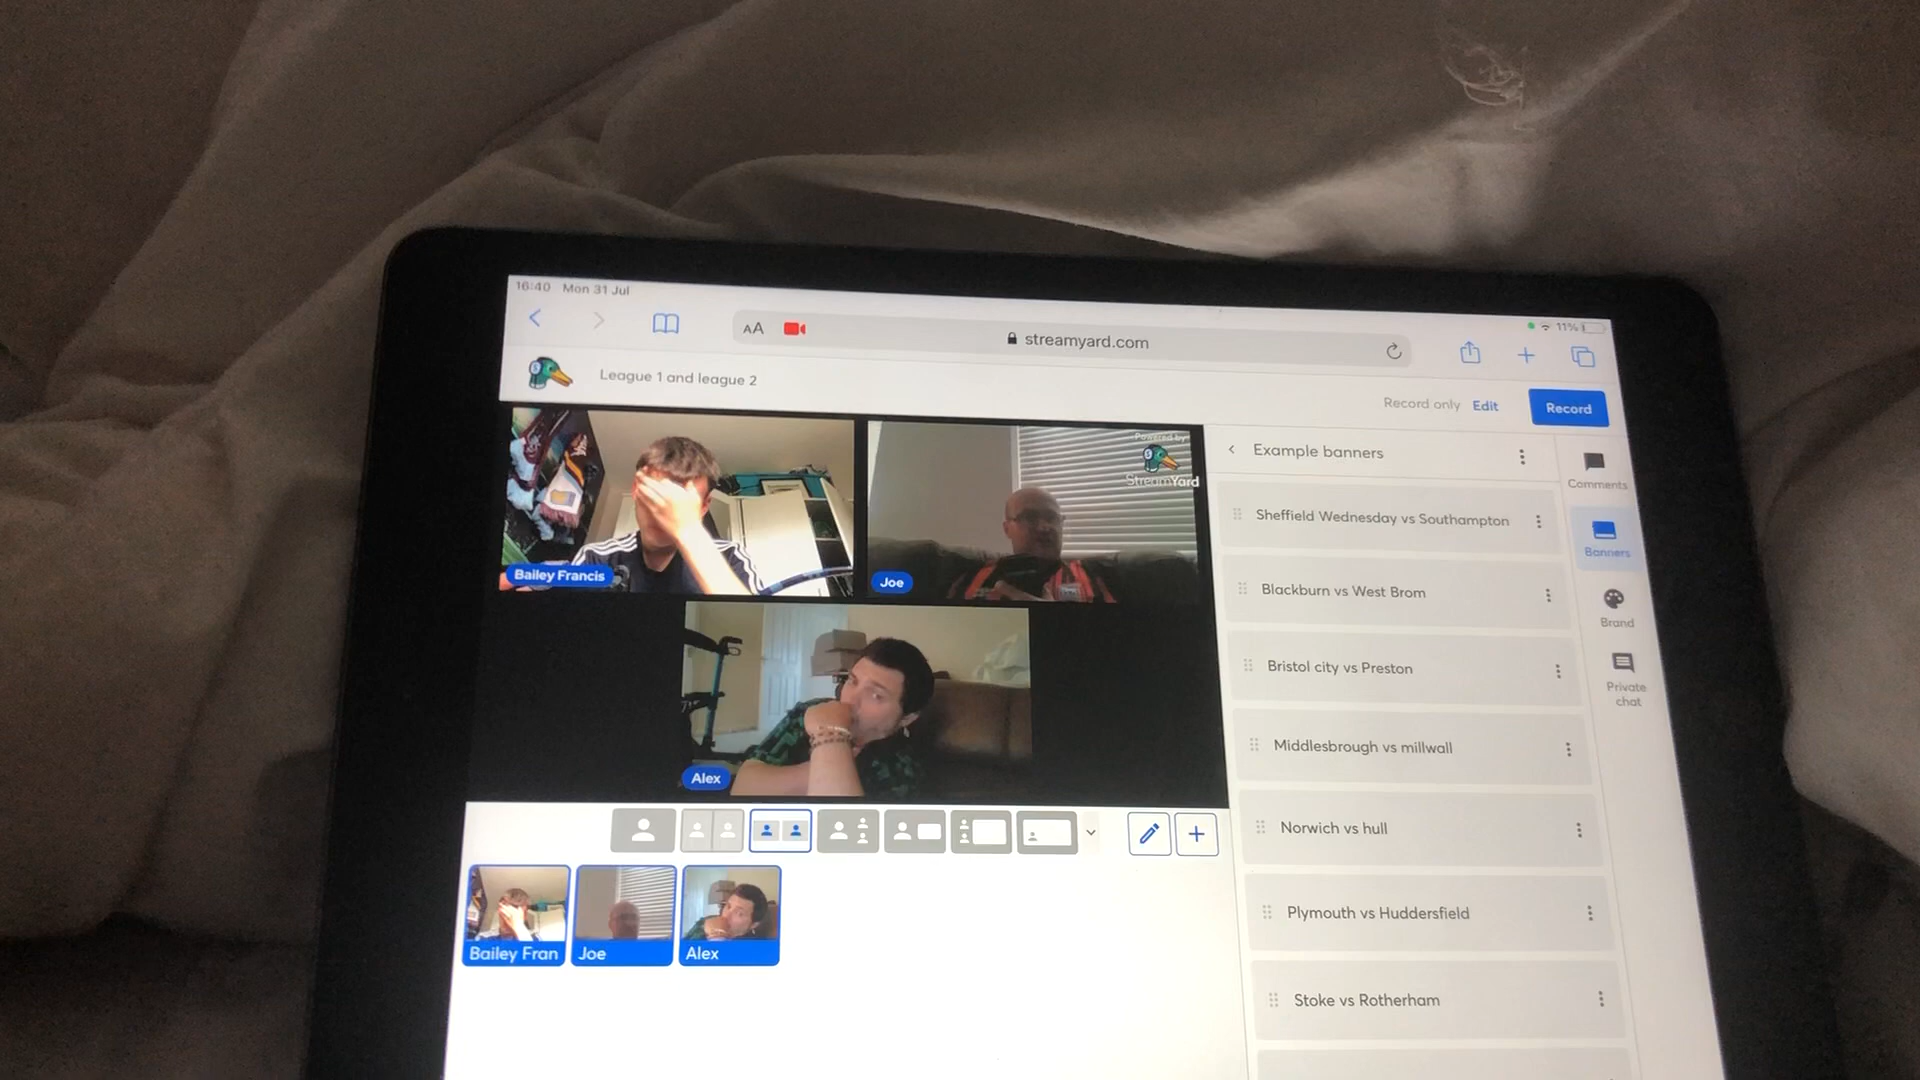 16:40 Mon 31 Jul
11%
AA
streamyard.com
League 1 and league 2
Record only Edit Record
Bailey Francis
Joe
Powered by
StreamYard
Alex
Bailey Fran
Joe
Alex
Example banners
Sheffield Wednesday vs Southampton
Blackburn vs West Brom
Bristol city vs Preston
Middlesbrough vs millwall
Norwich vs hull
Plymouth vs Huddersfield
Stoke vs Rotherham
Comments
Banners
Brand
Private
chat